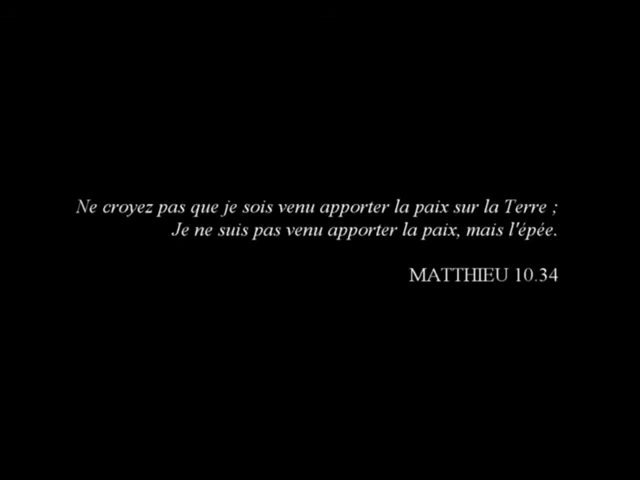 Ne croyez pas que je sois venu apporter la paix sur la Terre ;
Je ne suis pas venu apporter la paix, mais l'épée.
MATTHIEU 10.34